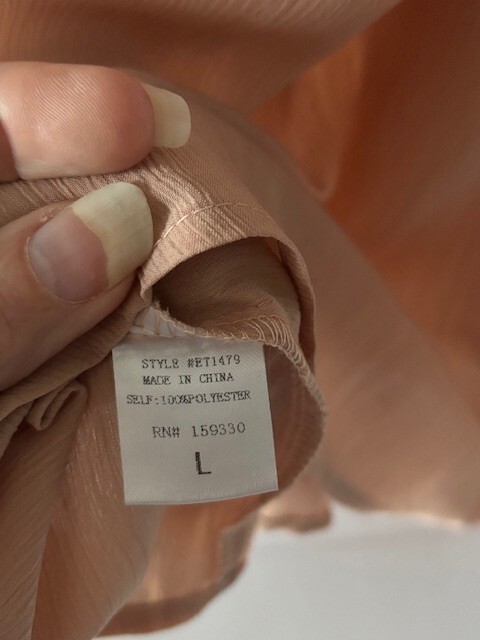 STYLE #ET1479
MADE IN CHINA
SELF:100%POLYESTER
RN# 159330
L